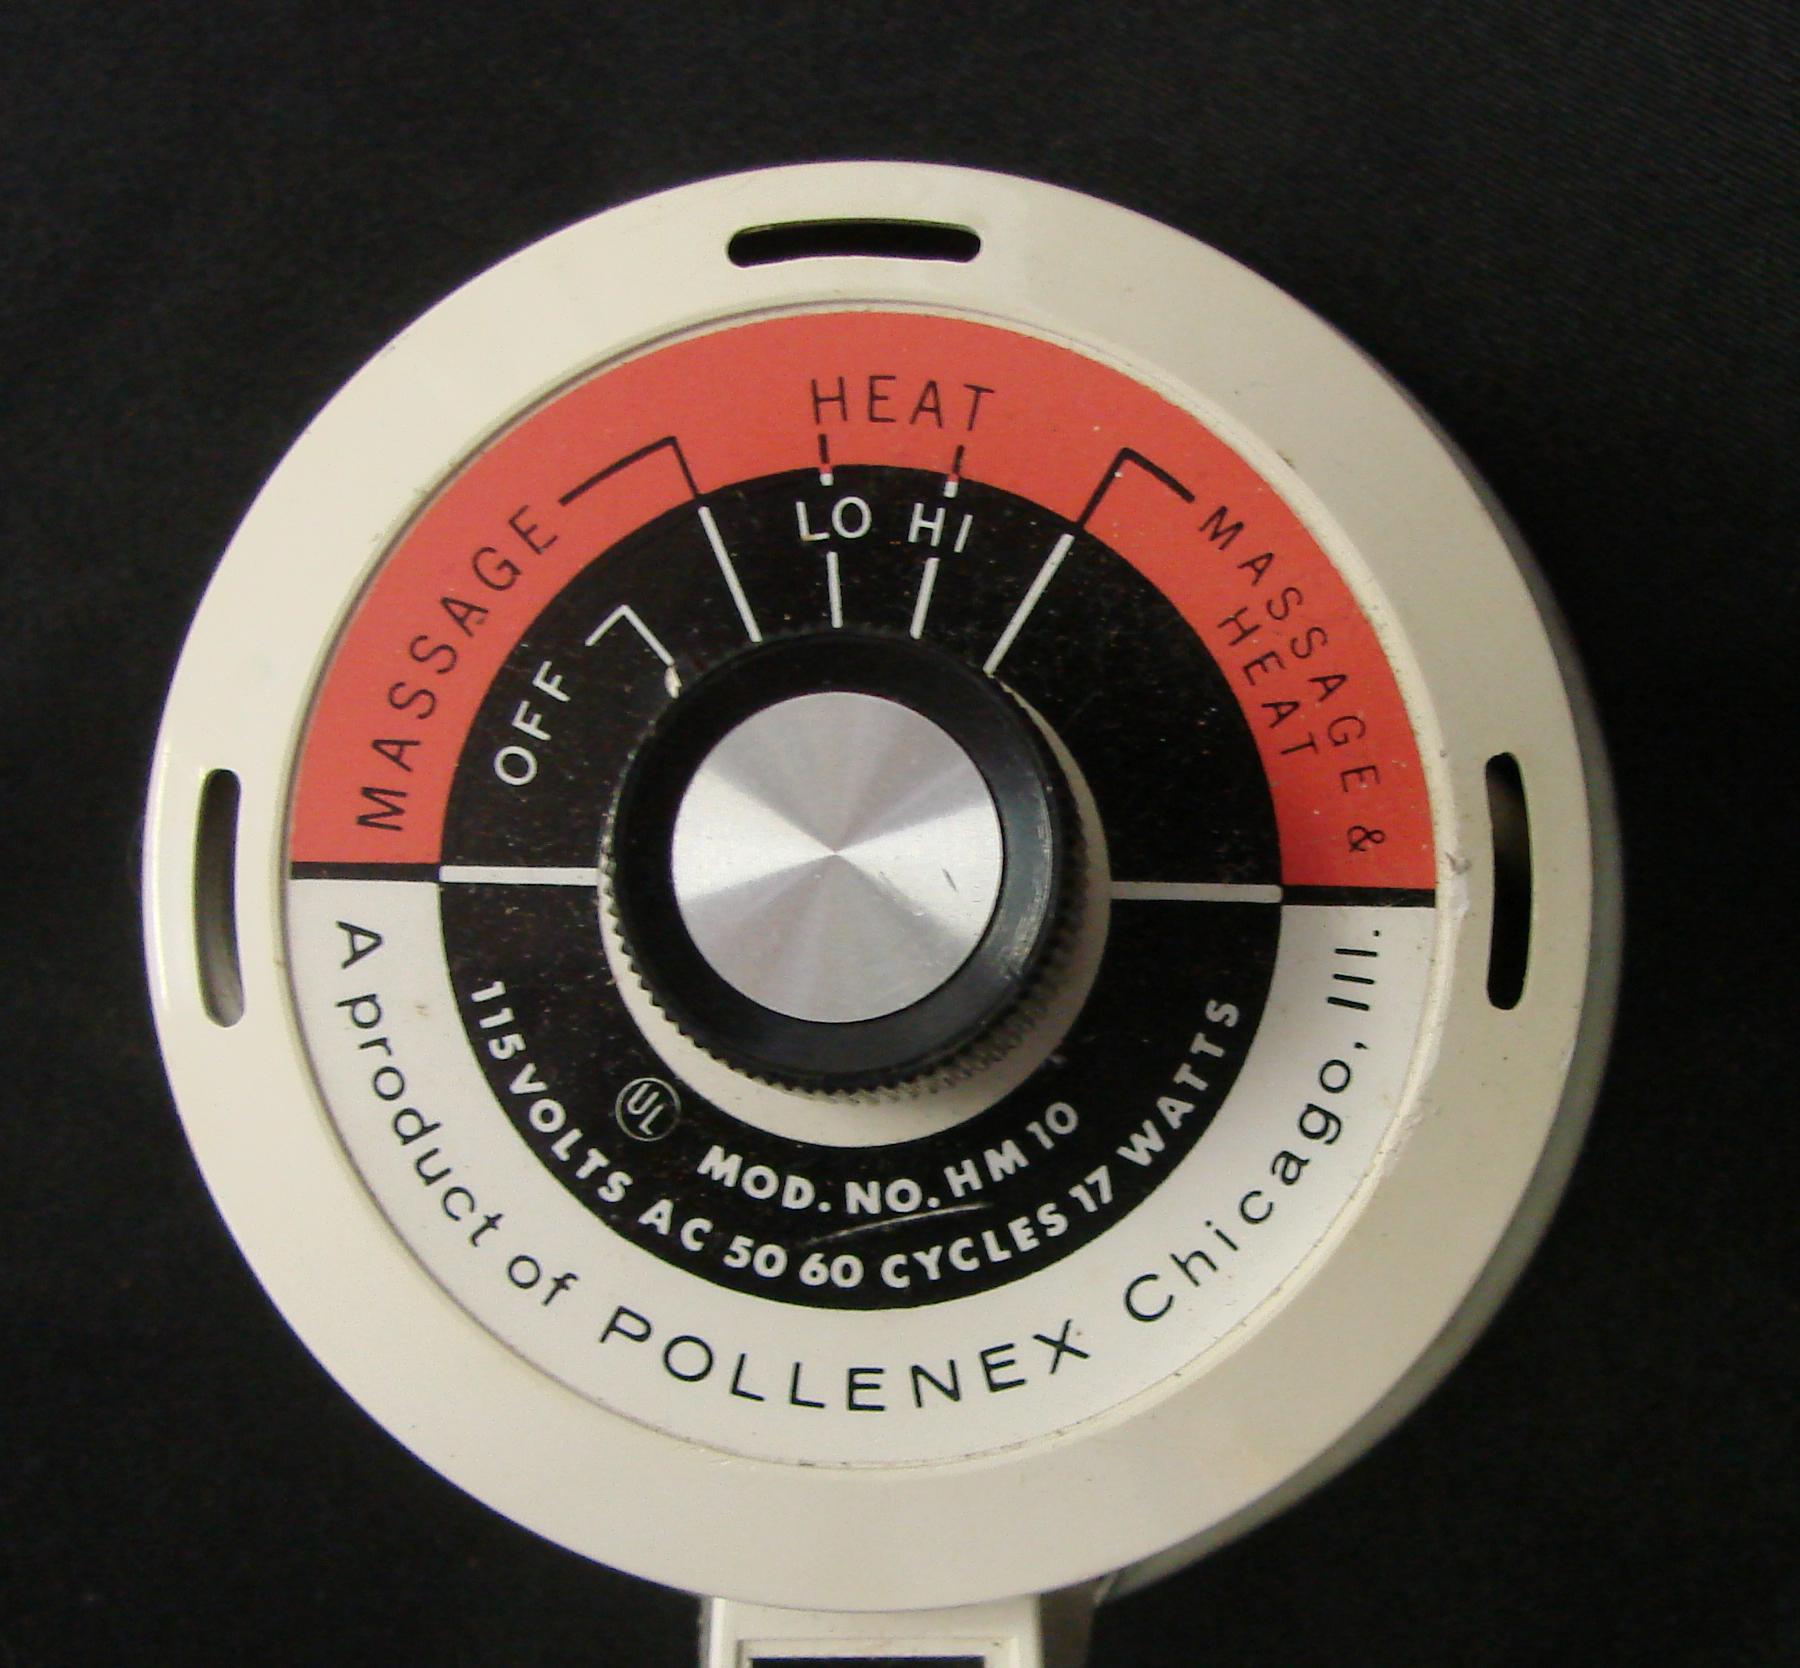 HEAT
LO HI
MASSAGE
OFF
MASSAGE &
HEAT
UL
MOD. NO. HM 10
115 VOLTS AC 50 60 CYCLES 17 WATTS
A product of POLLENEX Chicago, Ill.